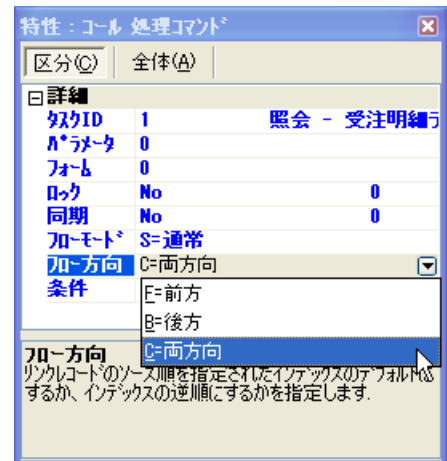 特性：コール 処理コマンド
区分(C) 全体(A)
詳細
タスクID 1 照会 - 受注明細
パラメータ 0
フォーム 0
ロック No 0
同期 No 0
フローモード S=通常
フロー方向 C=両方向
条件
F=前方
B=後方
C=両方向
フロー方向
リンクレコードのソース順を指定されたインデックスのデフォルト
するか、インデックスの逆順にするかを指定します.